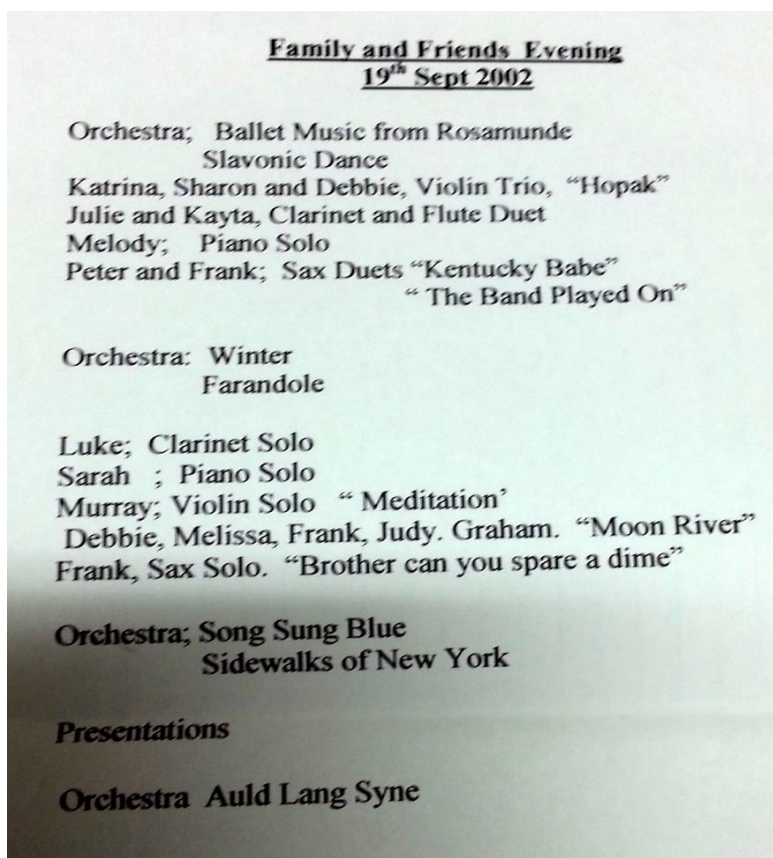 Family and Friends Evening
19th Sept 2002
Orchestra; Ballet Music from Rosamunde
Slavonic Dance
Katrina, Sharon and Debbie, Violin Trio, “Hopak”
Julie and Kayta, Clarinet and Flute Duet
Melody; Piano Solo
Peter and Frank; Sax Duets “Kentucky Babe”
“ The Band Played On”
Orchestra: Winter
Farandole
Luke; Clarinet Solo
Sarah ; Piano Solo
Murray; Violin Solo “ Meditation’
Debbie, Melissa, Frank, Judy. Graham. “Moon River”
Frank, Sax Solo. “Brother can you spare a dime”
Orchestra; Song Sung Blue
Sidewalks of New York
Presentations
Orchestra Auld Lang Syne